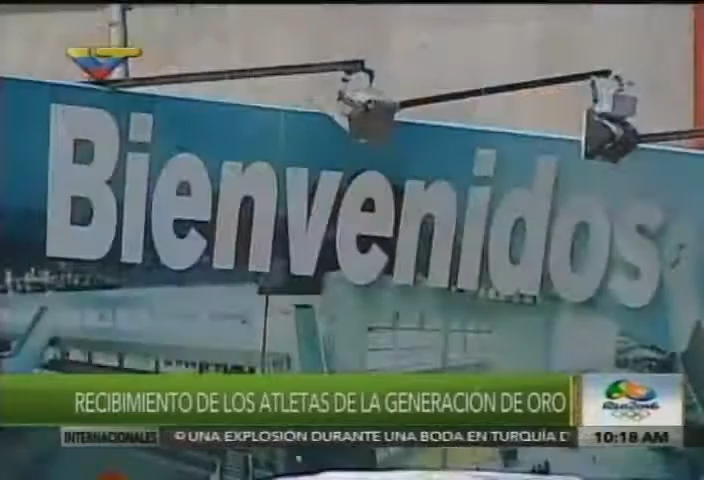 Bienvenidos
RECIBIMIENTO DE LOS ATLETAS DE LA GENERACIÓN DE ORO
INTERNACIONALES
UNA EXPLOSIÓN DURANTE UNA BODA EN TURQUÍA
10:18 AM